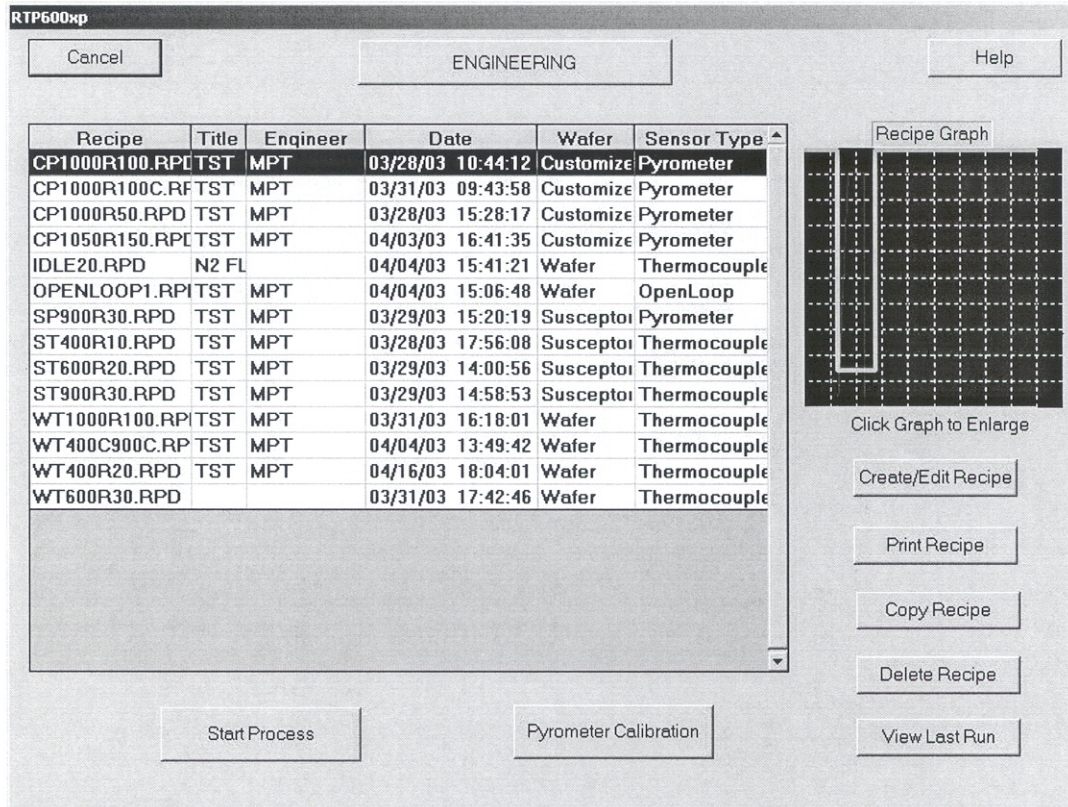 RTP600xp
Cancel
ENGINEERING
Help
Recipe Title Engineer Date Wafer Sensor Type
CP1000R100.RPD TST MPT 03/28/03 10:44:12 Customize Pyrometer
CP1000R100C.RF TST MPT 03/31/03 09:43:58 Customize Pyrometer
CP1000R50.RPD TST MPT 03/28/03 15:28:17 Customize Pyrometer
CP1050R150.RPD TST MPT 04/03/03 16:41:35 Customize Pyrometer
IDLE20.RPD N2 FL 04/04/03 15:41:21 Wafer Thermocouple
OPENLOOP1.RPI TST MPT 04/04/03 15:06:48 Wafer OpenLoop
SP900R30.RPD TST MPT 03/29/03 15:20:19 Susceptor Pyrometer
ST400R10.RPD TST MPT 03/28/03 17:56:08 Susceptor Thermocouple
ST600R20.RPD TST MPT 03/29/03 14:00:56 Susceptor Thermocouple
ST900R30.RPD TST MPT 03/29/03 14:58:53 Susceptor Thermocouple
WT1000R100.RPI TST MPT 03/31/03 16:18:01 Wafer Thermocouple
WT400C900C.RP TST MPT 04/04/03 13:49:42 Wafer Thermocouple
WT400R20.RPD TST MPT 04/16/03 18:04:01 Wafer Thermocouple
WT600R30.RPD 03/31/03 17:42:46 Wafer Thermocouple
Recipe Graph
Click Graph to Enlarge
Create/Edit Recipe
Print Recipe
Copy Recipe
Delete Recipe
View Last Run
Start Process
Pyrometer Calibration